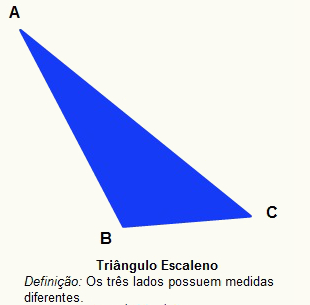 A
C
B
Triângulo Escaleno
Definição: Os três lados possuem medidas
diferentes.